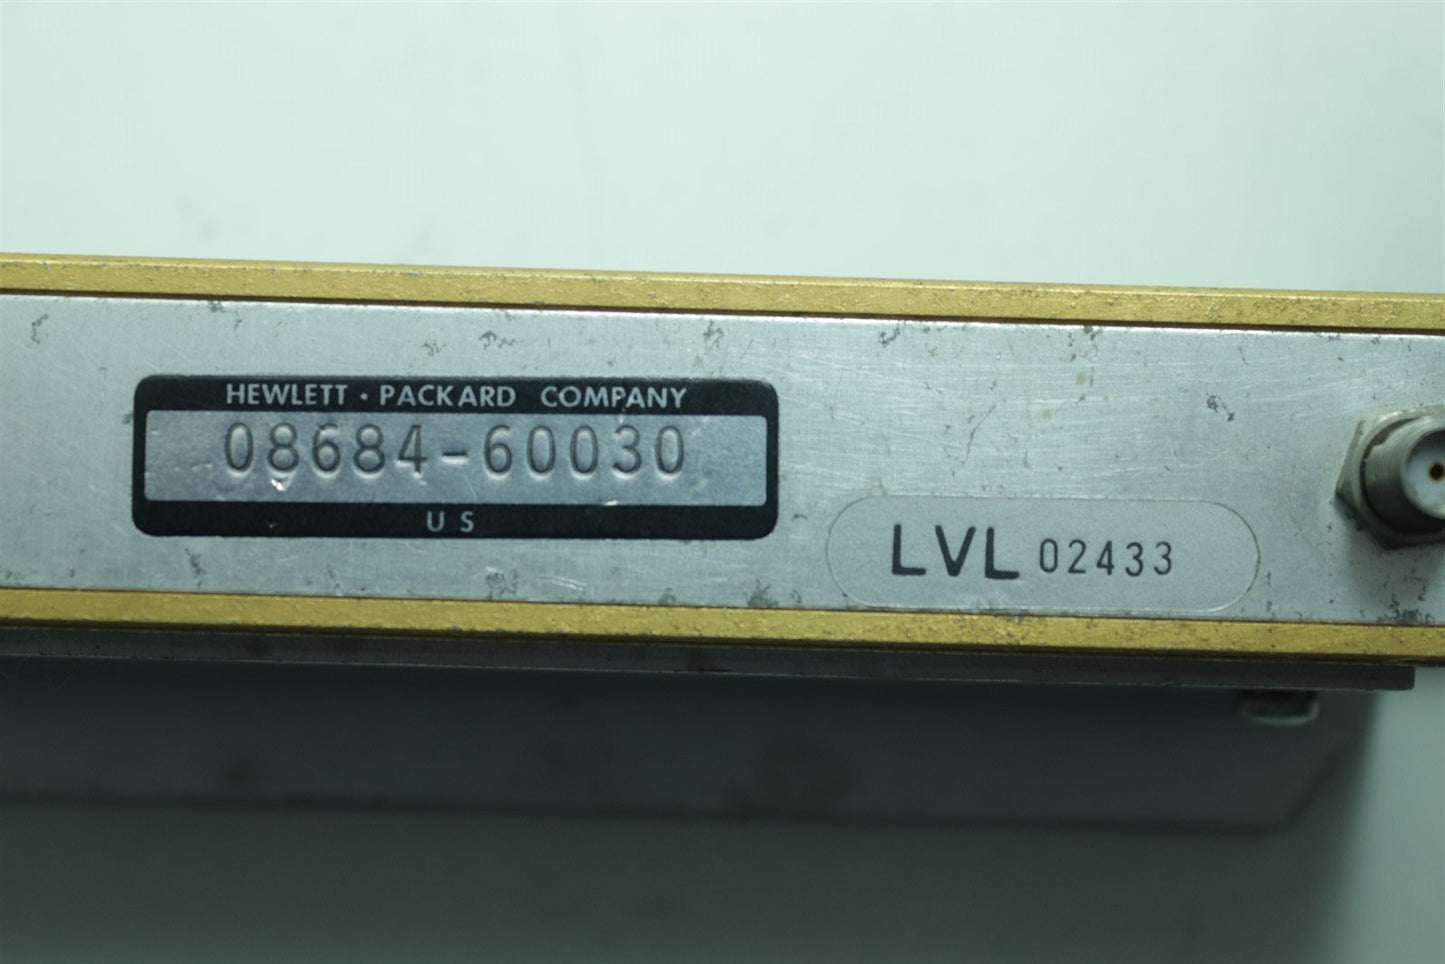 HEWLETT • PACKARD COMPANY
08684-60030
US
LVL 02433